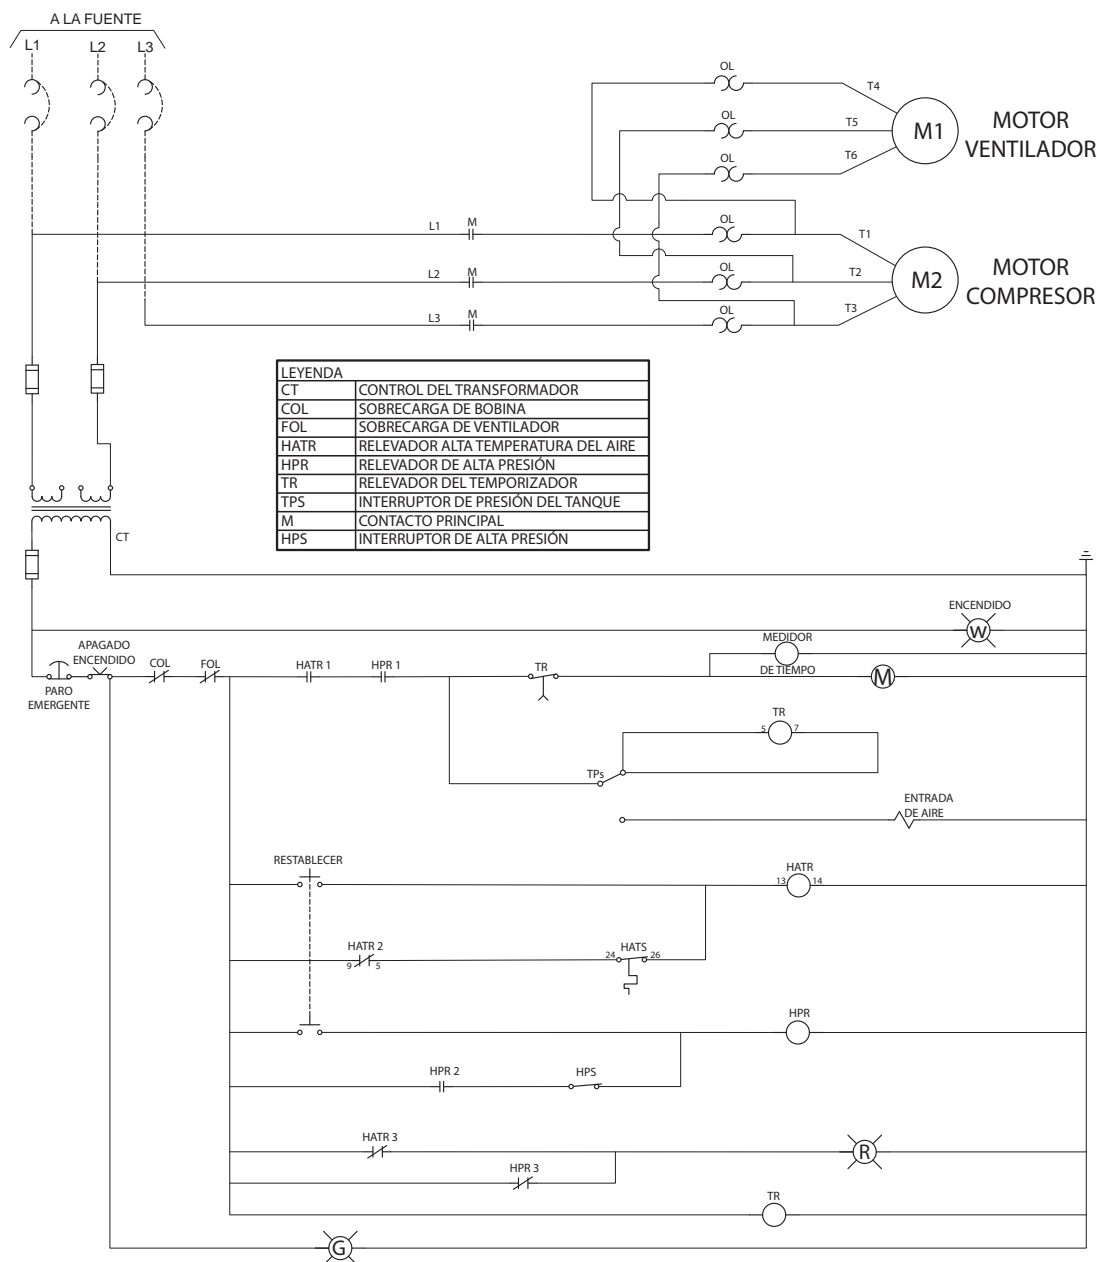 A LA FUENTE
L1 L2 L3
OL
T4
OL
T5
M1
MOTOR
VENTILADOR
OL
T6
L1 M
OL
T1
L2 M
OL
T2
M2
MOTOR
COMPRESOR
L3 M
OL
T3
LEYENDA
CT CONTROL DEL TRANSFORMADOR
COL SOBRECARGA DE BOBINA
FOL SOBRECARGA DE VENTILADOR
HATR RELEVADOR ALTA TEMPERATURA DEL AIRE
HPR RELEVADOR DE ALTA PRESIÓN
TR RELEVADOR DEL TEMPORIZADOR
TPS INTERRUPTOR DE PRESIÓN DEL TANQUE
M CONTACTO PRINCIPAL
HPS INTERRUPTOR DE ALTA PRESIÓN
CT
ENCENDIDO
W
APAGADO
ENCENDIDO
PARO
EMERGENTE
COL
FOL
HATR 1
HPR 1
TR
MEDIDOR
DE TIEMPO
M
TR
5 7
TPs
ENTRADA
DE AIRE
RESTABLECER
HATR
13 14
HATR 2
9 5
HATS
24 26
HPR
HPR 2
HPS
HATR 3
R
HPR 3
TR
G